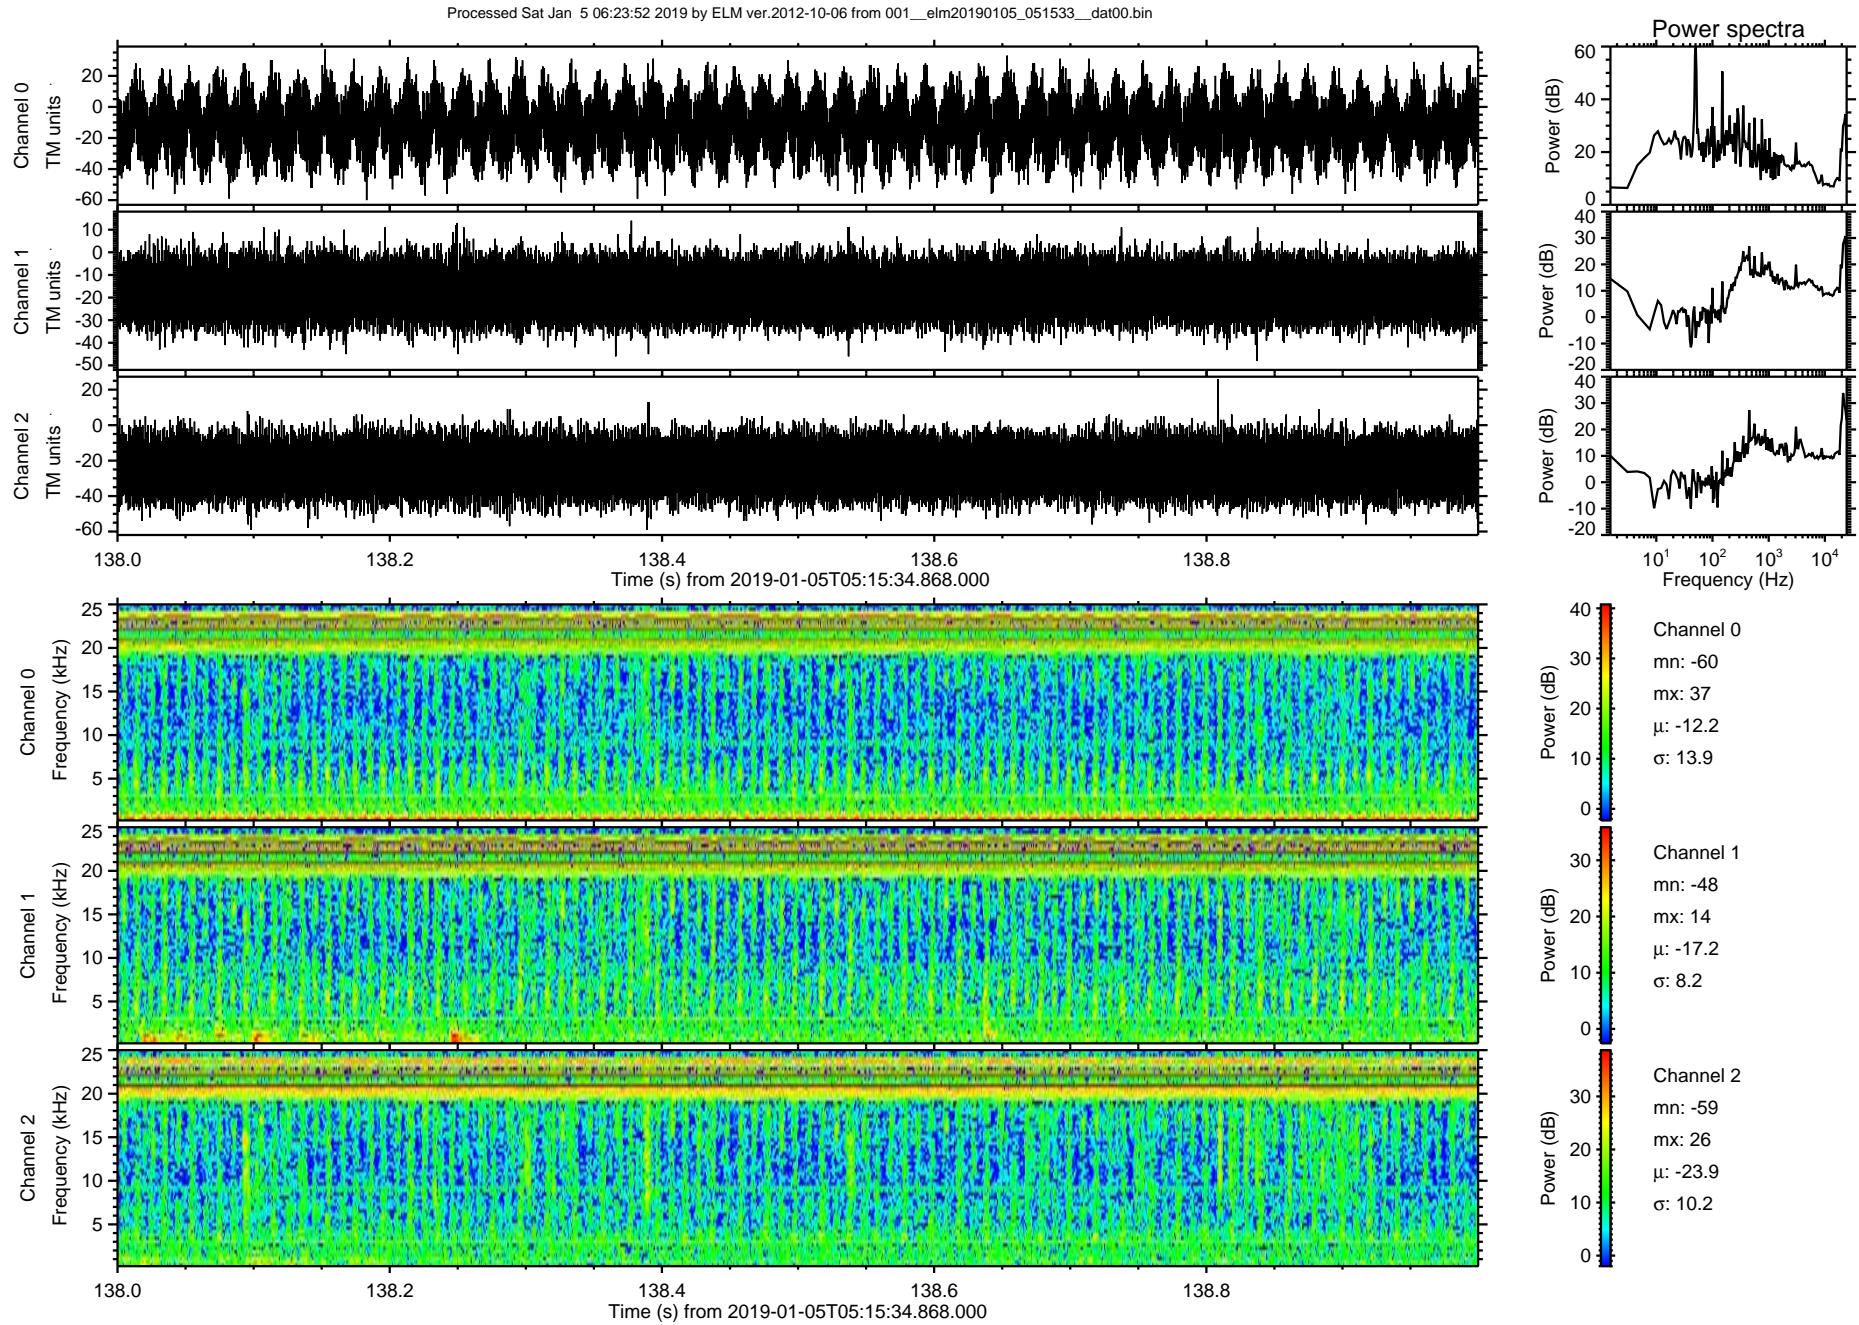 Processed Sat Jan  5 06:23:52 2019 by ELM ver.2012-10-06 from 001__elm20190105_051533__dat00.bin
Power spectra
Channel 0
TM units
20
0
-20
-40
-60
Power (dB)
60
40
20
0
Channel 1
TM units
10
0
-10
-20
-30
-40
-50
Power (dB)
40
30
20
10
0
-10
-20
Channel 2
TM units
20
0
-20
-40
-60
Power (dB)
40
30
20
10
0
-10
-20
138.0
138.2
138.4
138.6
138.8
Time (s) from 2019-01-05T05:15:34.868.000
10^1
10^2
10^3
10^4
Frequency (Hz)
Channel 0
Frequency (kHz)
25
20
15
10
5
Power (dB)
40
30
20
10
0
Channel 0
mn: -60
mx: 37
μ: -12.2
σ: 13.9
Channel 1
Frequency (kHz)
25
20
15
10
5
Power (dB)
30
20
10
0
Channel 1
mn: -48
mx: 14
μ: -17.2
σ: 8.2
Channel 2
Frequency (kHz)
25
20
15
10
5
Power (dB)
30
20
10
0
Channel 2
mn: -59
mx: 26
μ: -23.9
σ: 10.2
138.0
138.2
138.4
138.6
138.8
Time (s) from 2019-01-05T05:15:34.868.000